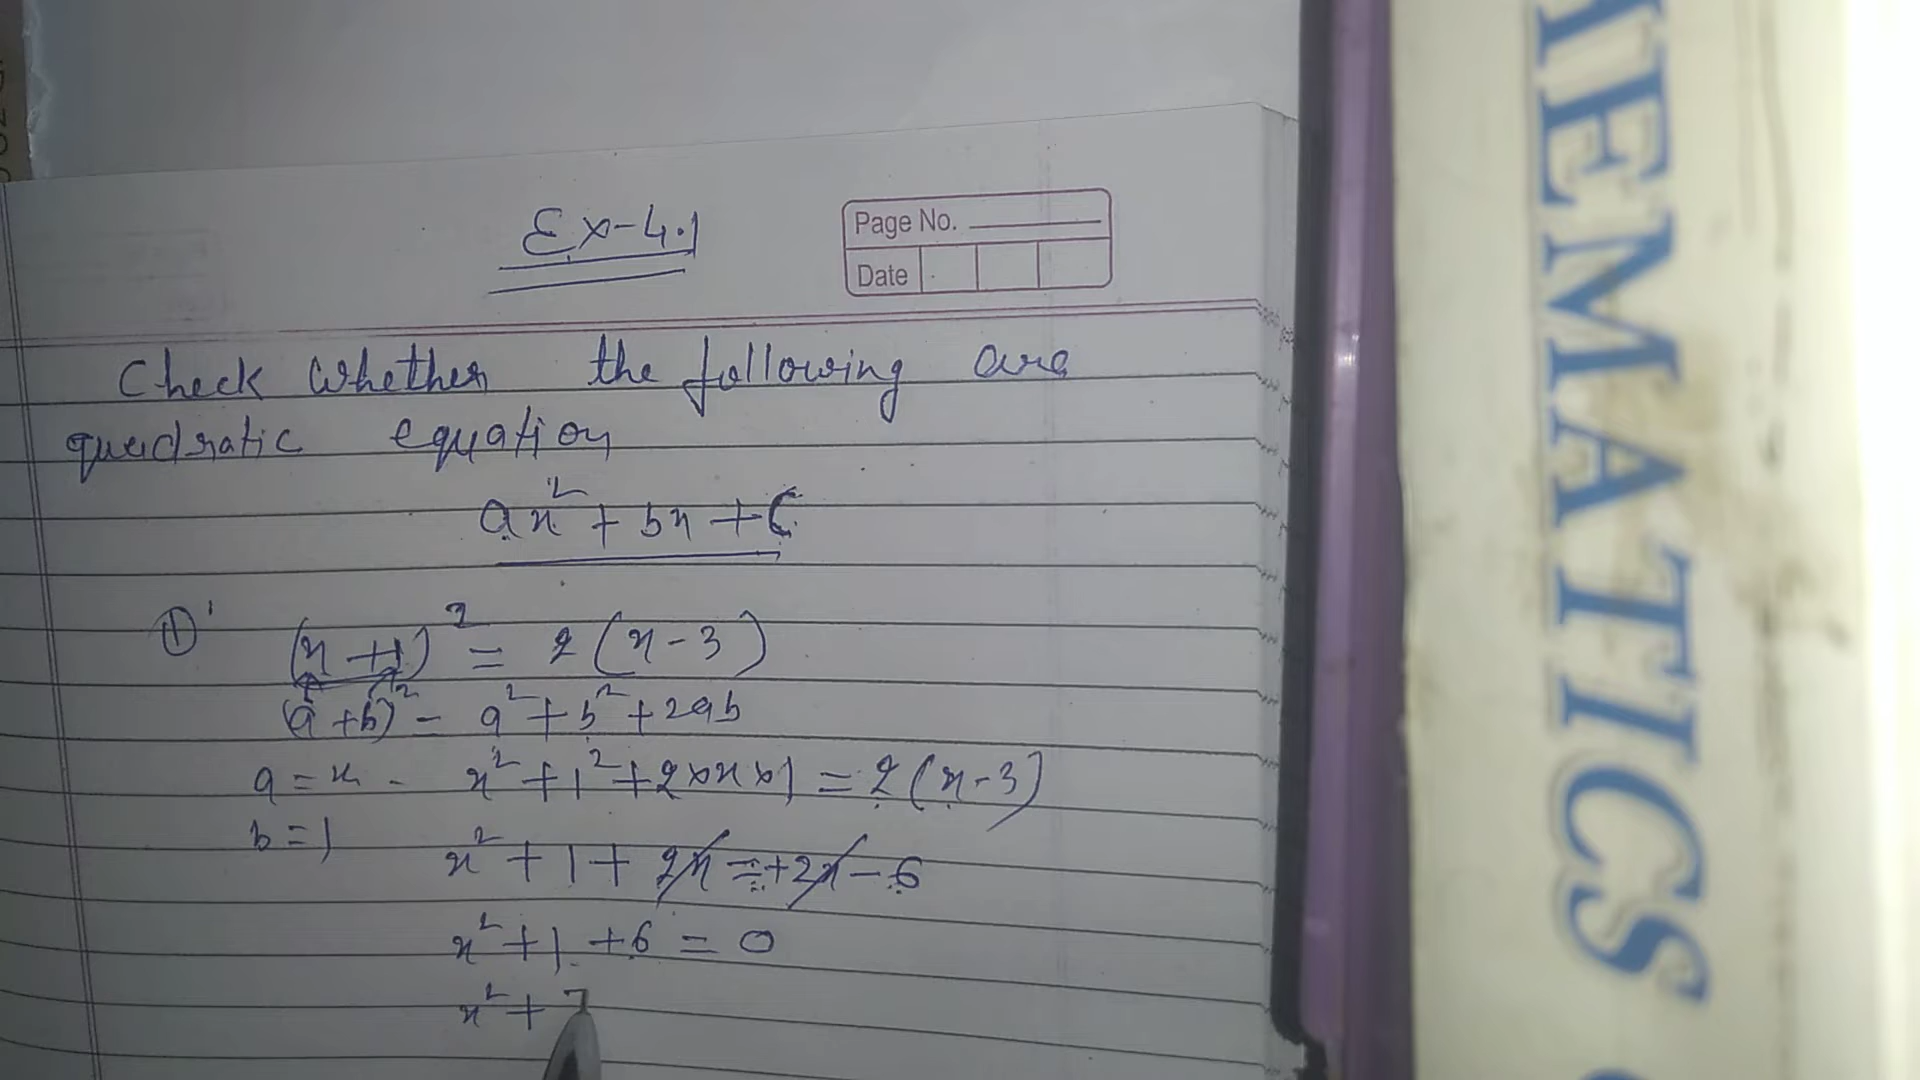 Ex-4.1
Page No.
Date
Check whether the following are
quadratic equation
ax² + bx + C
① (x+1)² = 2(x-3)
(a+b)² - a² + b² + 2ab
a = x - x² + 1² + 2×x×1 = 2(x-3)
b = 1
x² + 1 + 2x = +2x - 6
x² + 1 + 6 = 0
x² + 7
EMATICS